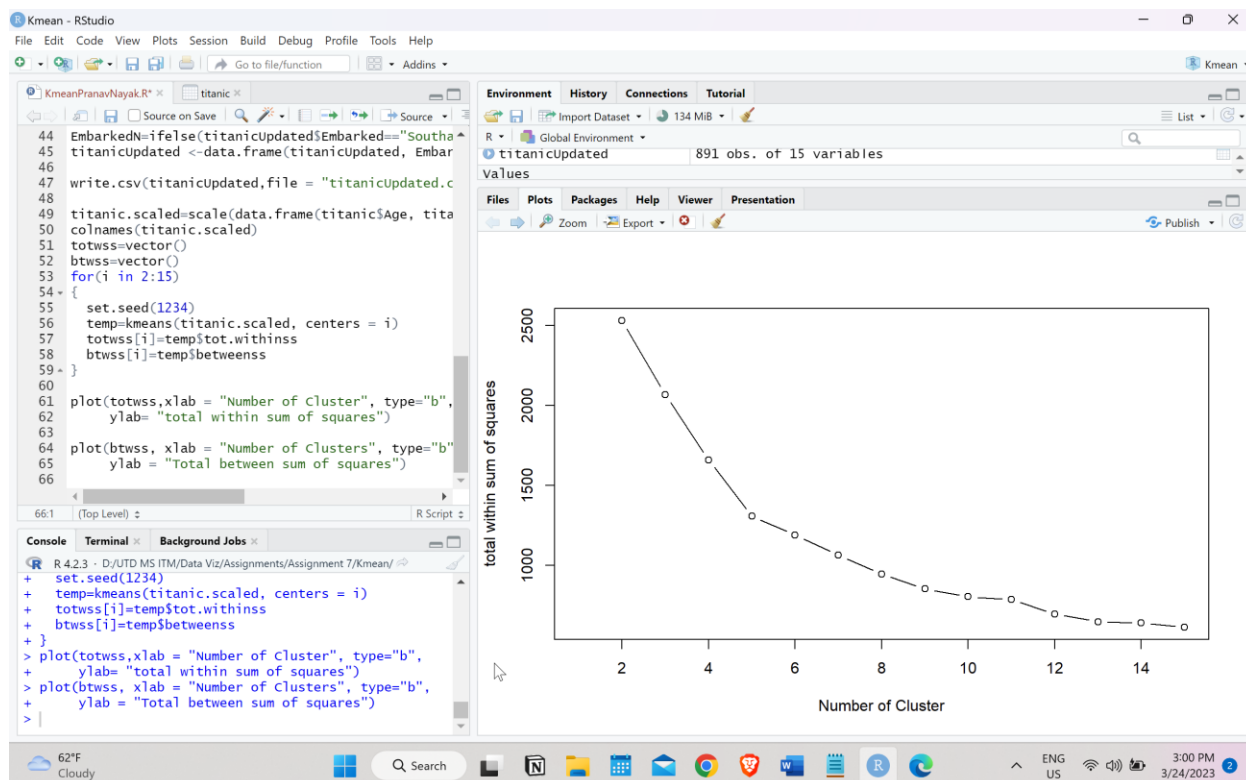 Kmean - RStudio
File Edit Code View Plots Session Build Debug Profile Tools Help
Go to file/function
Addins
Kmean
KmeanPranavNayak.R*
titanic
Source on Save
Source
44 EmbarkedN=ifelse(titanicUpdated$Embarked=="Southa
45 titanicUpdated <-data.frame(titanicUpdated, Embar
46
47 write.csv(titanicUpdated,file = "titanicUpdated.c
48
49 titanic.scaled=scale(data.frame(titanic$Age, tita
50 colnames(titanic.scaled)
51 totwss=vector()
52 btwss=vector()
53 for(i in 2:15)
54 {
55 set.seed(1234)
56 temp=kmeans(titanic.scaled, centers = i)
57 totwss[i]=temp$tot.withinss
58 btwss[i]=temp$betweenss
59 }
60
61 plot(totwss,xlab = "Number of Cluster", type="b",
62 ylab= "total within sum of squares")
63
64 plot(btwss, xlab = "Number of Clusters", type="b"
65 ylab = "Total between sum of squares")
66
66:1 (Top Level) R Script
Console Terminal Background Jobs
R 4.2.3 · D:/UTD MS ITM/Data Viz/Assignments/Assignment 7/Kmean/
+ set.seed(1234)
+ temp=kmeans(titanic.scaled, centers = i)
+ totwss[i]=temp$tot.withinss
+ btwss[i]=temp$betweenss
+ }
> plot(totwss,xlab = "Number of Cluster", type="b",
+ ylab= "total within sum of squares")
> plot(btwss, xlab = "Number of Clusters", type="b",
+ ylab = "Total between sum of squares")
>
Environment History Connections Tutorial
Import Dataset 134 MiB List
R Global Environment
titanicUpdated 891 obs. of 15 variables
Values
Files Plots Packages Help Viewer Presentation
Zoom Export Publish
total within sum of squares
2500
2000
1500
1000
2 4 6 8 10 12 14
Number of Cluster
62°F
Cloudy
Search
ENG
US
3:00 PM
3/24/2023
2